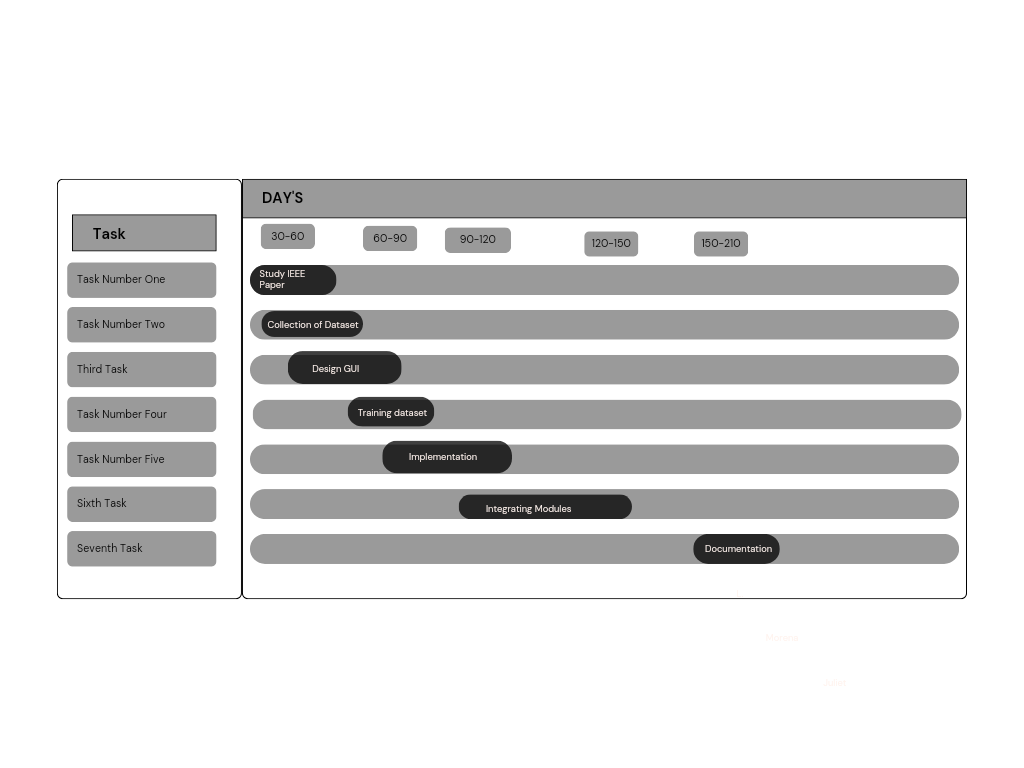 DAY'S
Task
30-60
60-90
90-120
120-150
150-210
Task Number One
Study IEEE
Paper
Task Number Two
Collection of Dataset
Third Task
Design GUI
Task Number Four
Training dataset
Task Number Five
Implementation
Sixth Task
Integrating Modules
Seventh Task
Documentation